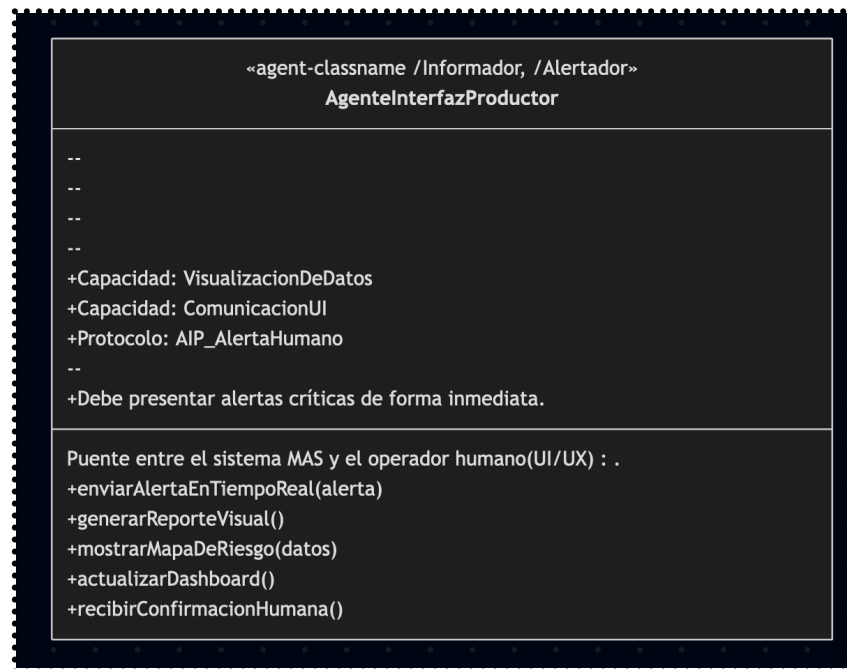 «agent-classname /Informador, /Alertador»
AgenteInterfazProductor
--
--
--
--
+Capacidad: VisualizacionDeDatos
+Capacidad: ComunicacionUI
+Protocolo: AIP_AlertaHumano
--
+Debe presentar alertas críticas de forma inmediata.
Puente entre el sistema MAS y el operador humano(UI/UX) : .
+enviarAlertaEnTiempoReal(alerta)
+generarReporteVisual()
+mostrarMapaDeRiesgo(datos)
+actualizarDashboard()
+recibirConfirmacionHumana()